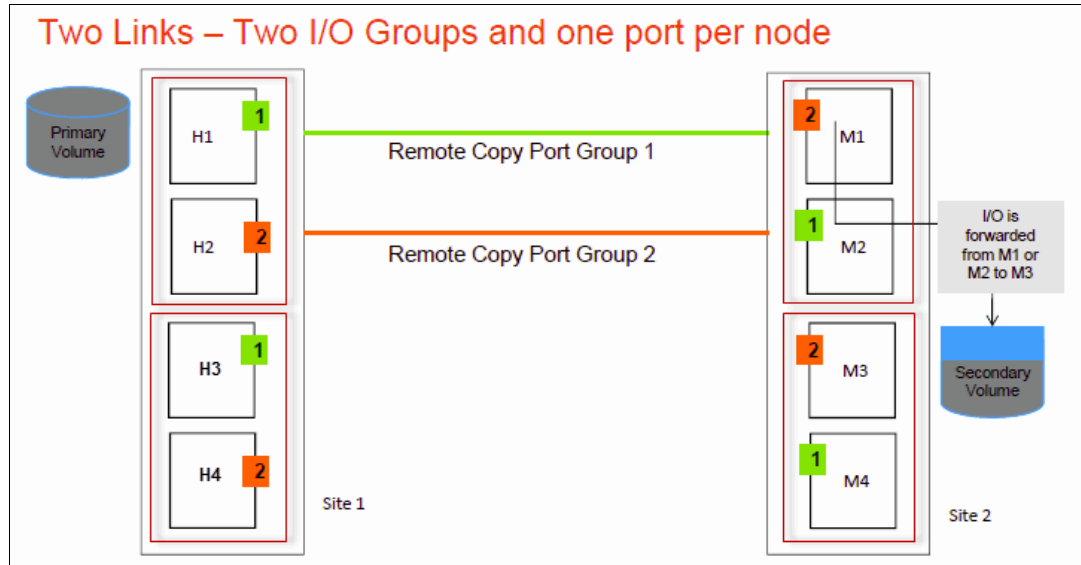 Two Links – Two I/O Groups and one port per node
Primary
Volume
H1
1
Remote Copy Port Group 1
2
M1
H2
2
Remote Copy Port Group 2
1
M2
I/O is
forwarded
from M1 or
M2 to M3
H3
1
2
M3
Secondary
Volume
H4
2
1
M4
Site 1
Site 2